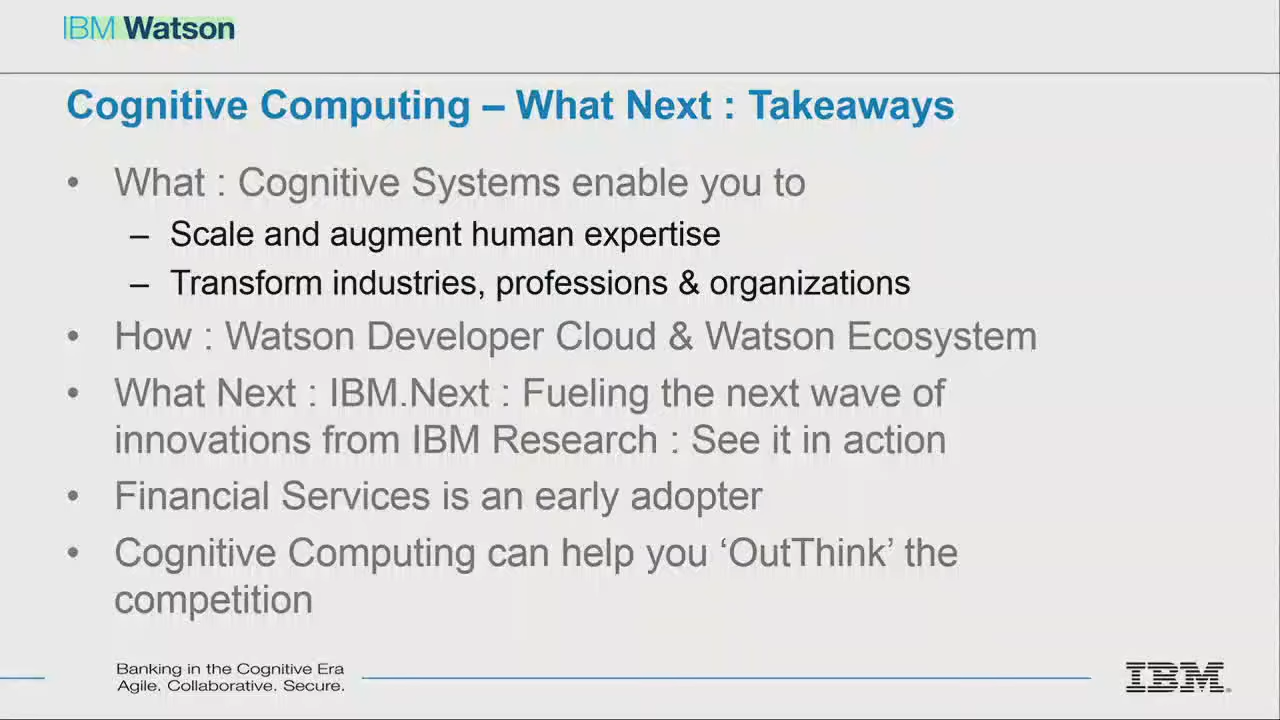 IBM Watson
Cognitive Computing – What Next : Takeaways
• What : Cognitive Systems enable you to
– Scale and augment human expertise
– Transform industries, professions & organizations
• How : Watson Developer Cloud & Watson Ecosystem
• What Next : IBM.Next : Fueling the next wave of
innovations from IBM Research : See it in action
• Financial Services is an early adopter
• Cognitive Computing can help you ‘OutThink’ the
competition
Banking in the Cognitive Era
Agile. Collaborative. Secure.
IBM®